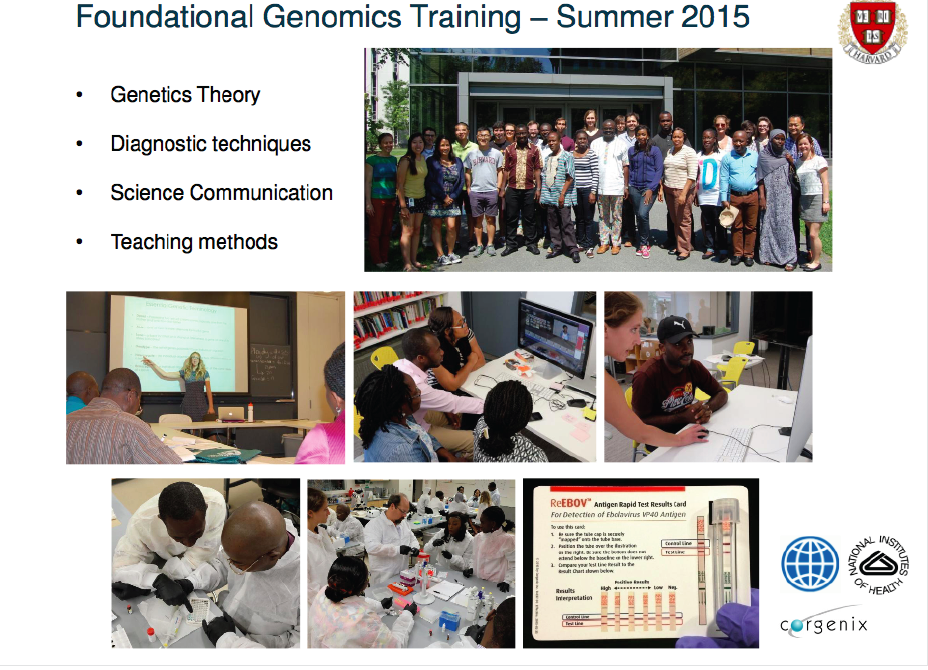 Foundational Genomics Training – Summer 2015
HARVARD
• Genetics Theory
• Diagnostic techniques
• Science Communication
• Teaching methods
D
ReEBOV™ Antigen Rapid Test Results Card
For Detection of Ebolavirus VP40 Antigen
To use this card:
1. Be sure the tube cap is securely
"snapped" onto the tube base.
2. Position the tube over the illustration
on the right. Be sure the bottom does not
extend below the baseline on the lower right.
3. Compare your Test Line Result to the
Result Chart shown below.
Control Line
Test Line
Positive Results
High
Low
Neg.
Results
Interpretation
Control Line
Test Line
NATIONAL INSTITUTES
OF HEALTH
corgenix